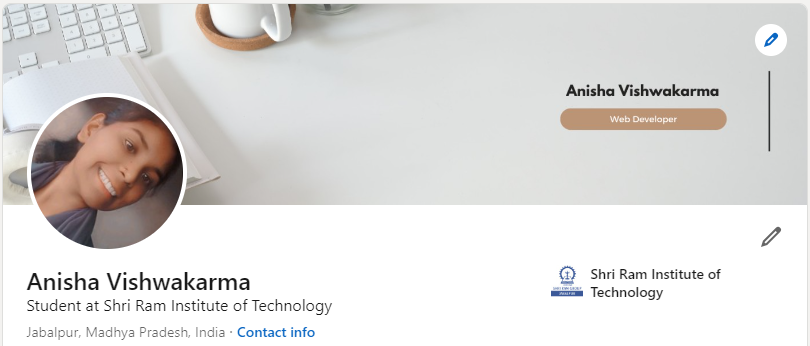 Anisha Vishwakarma
Web Developer
Anisha Vishwakarma
Student at Shri Ram Institute of Technology
Jabalpur, Madhya Pradesh, India · Contact info
Shri Ram Institute of
Technology